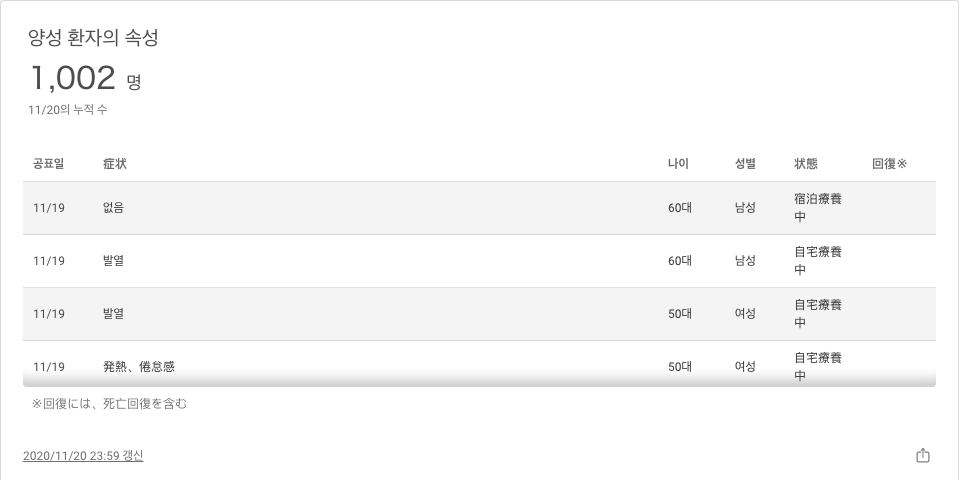 양성 환자의 속성
1,002 명
11/20의 누적 수
공표일 症状 나이 성별 状態 回復※
11/19 없음 60대 남성 宿泊療養
中
11/19 발열 60대 남성 自宅療養
中
11/19 발열 50대 여성 自宅療養
中
11/19 発熱、倦怠感 50대 여성 自宅療養
中
※回復には、死亡回復を含む
2020/11/20 23:59 갱신